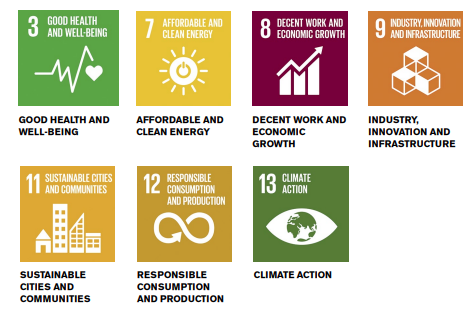 3 GOOD HEALTH
AND WELL-BEING
7 AFFORDABLE AND
CLEAN ENERGY
8 DECENT WORK AND
ECONOMIC GROWTH
9 INDUSTRY, INNOVATION
AND INFRASTRUCTURE
GOOD HEALTH AND
WELL-BEING
AFFORDABLE AND
CLEAN ENERGY
DECENT WORK AND
ECONOMIC
GROWTH
INDUSTRY,
INNOVATION AND
INFRASTRUCTURE
11 SUSTAINABLE CITIES
AND COMMUNITIES
12 RESPONSIBLE
CONSUMPTION
AND PRODUCTION
13 CLIMATE
ACTION
SUSTAINABLE
CITIES AND
COMMUNITIES
RESPONSIBLE
CONSUMPTION
AND PRODUCTION
CLIMATE ACTION